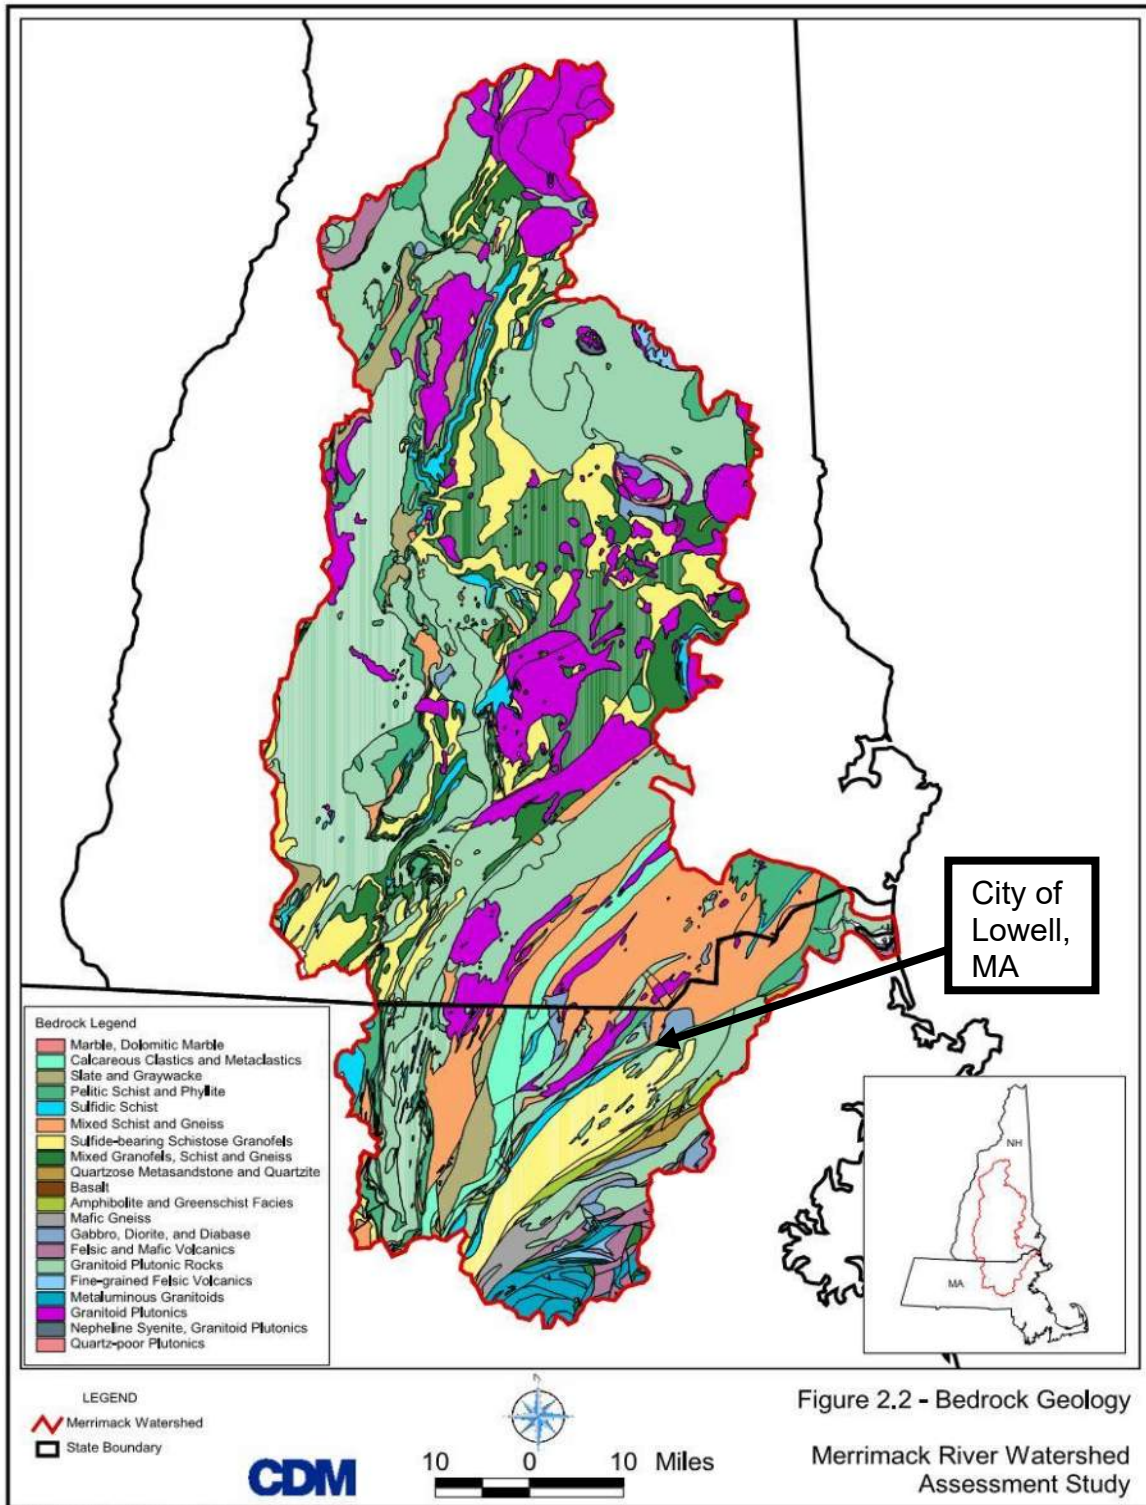 City of
Lowell,
MA
Bedrock Legend
Marble, Dolomitic Marble
Calcareous Clastics and Metaclastics
Slate and Graywacke
Pelitic Schist and Phyllite
Sulfidic Schist
Mixed Schist and Gneiss
Sulfide-bearing Schistose Granofels
Mixed Granofels, Schist and Gneiss
Quartzose Metasandstone and Quartzite
Basalt
Amphibolite and Greenschist Facies
Mafic Gneiss
Gabbro, Diorite, and Diabase
Felsic and Mafic Volcanics
Granitoid Plutonic Rocks
Fine-grained Felsic Volcanics
Metaluminous Granitoids
Granitoid Plutonics
Nepheline Syenite, Granitoid Plutonics
Quartz-poor Plutonics
NH
MA
LEGEND
Merrimack Watershed
State Boundary
CDM
10 0 10 Miles
Figure 2.2 - Bedrock Geology
Merrimack River Watershed
Assessment Study